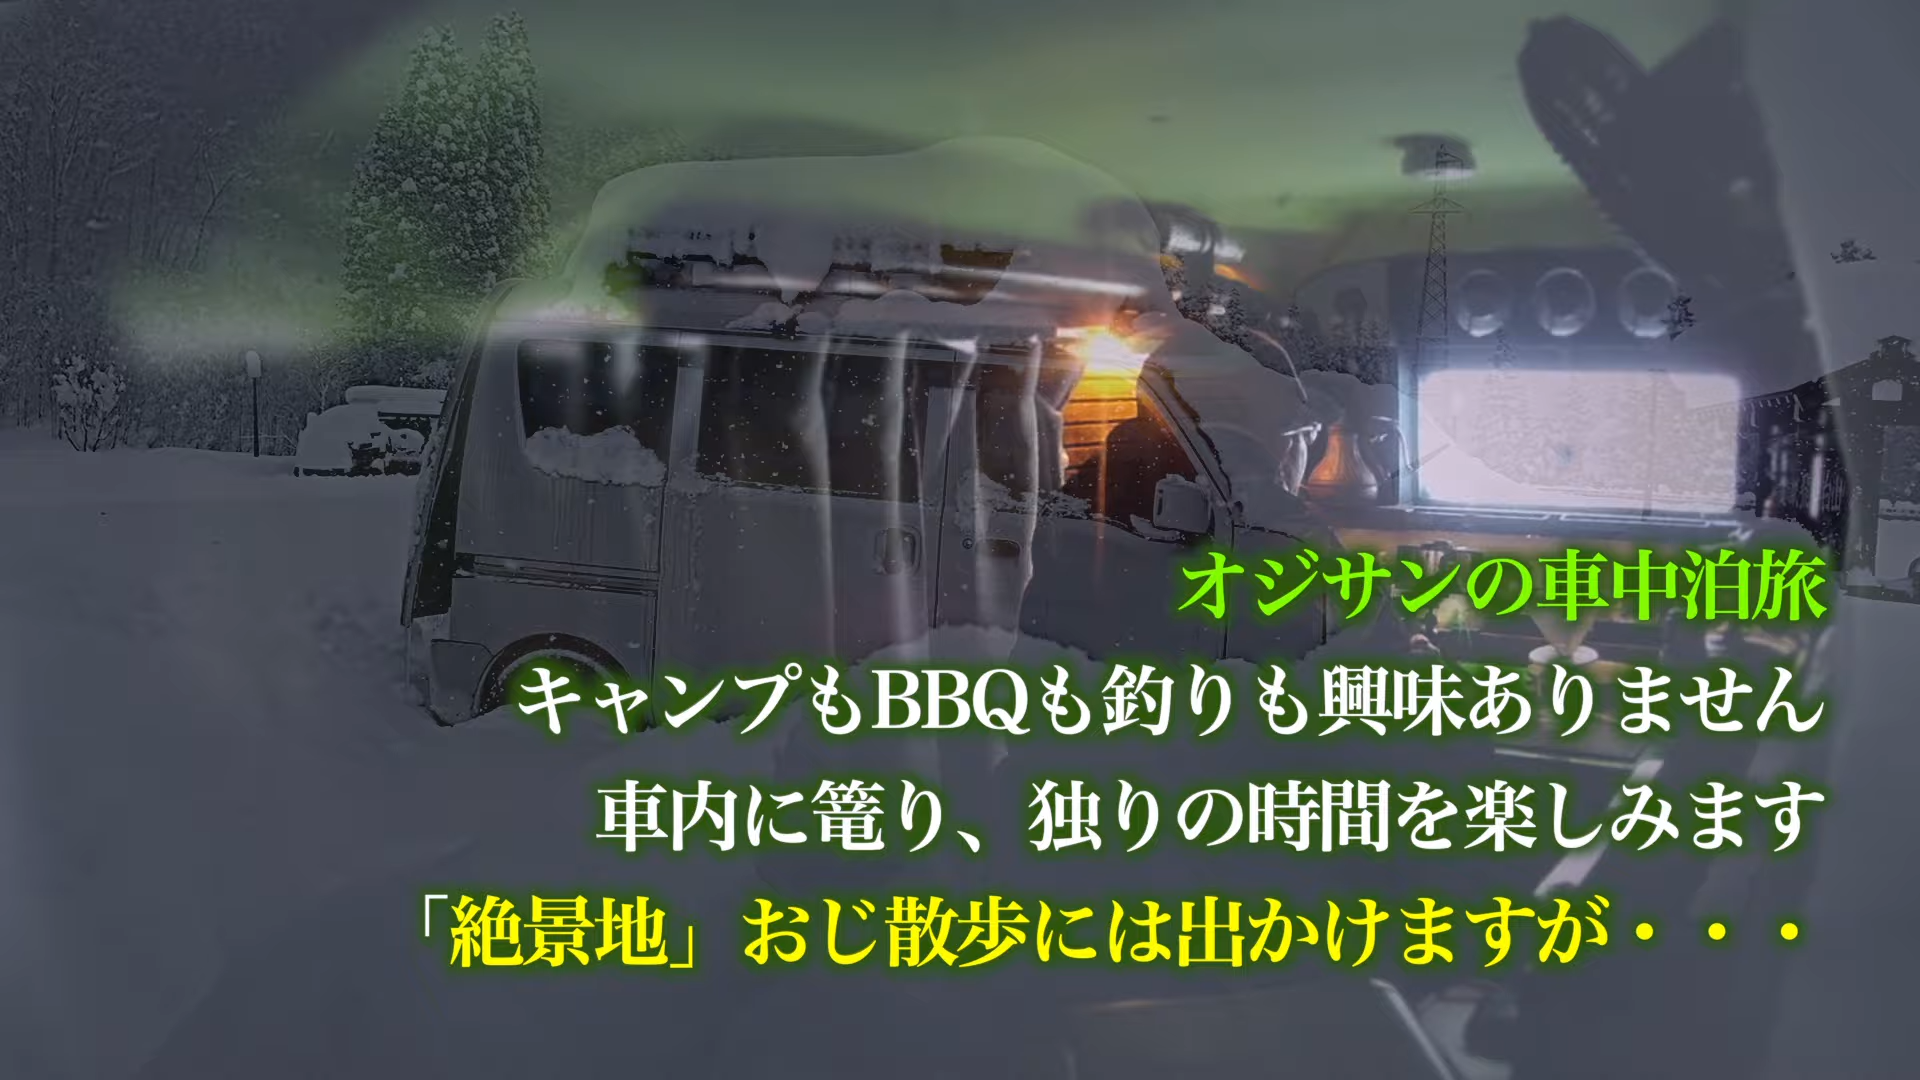 オジサンの車中泊旅
キャンプもBBQも釣りも興味ありません
車内に篭り、独りの時間を楽しみます
「絶景地」おじ散歩には出かけますが・・・